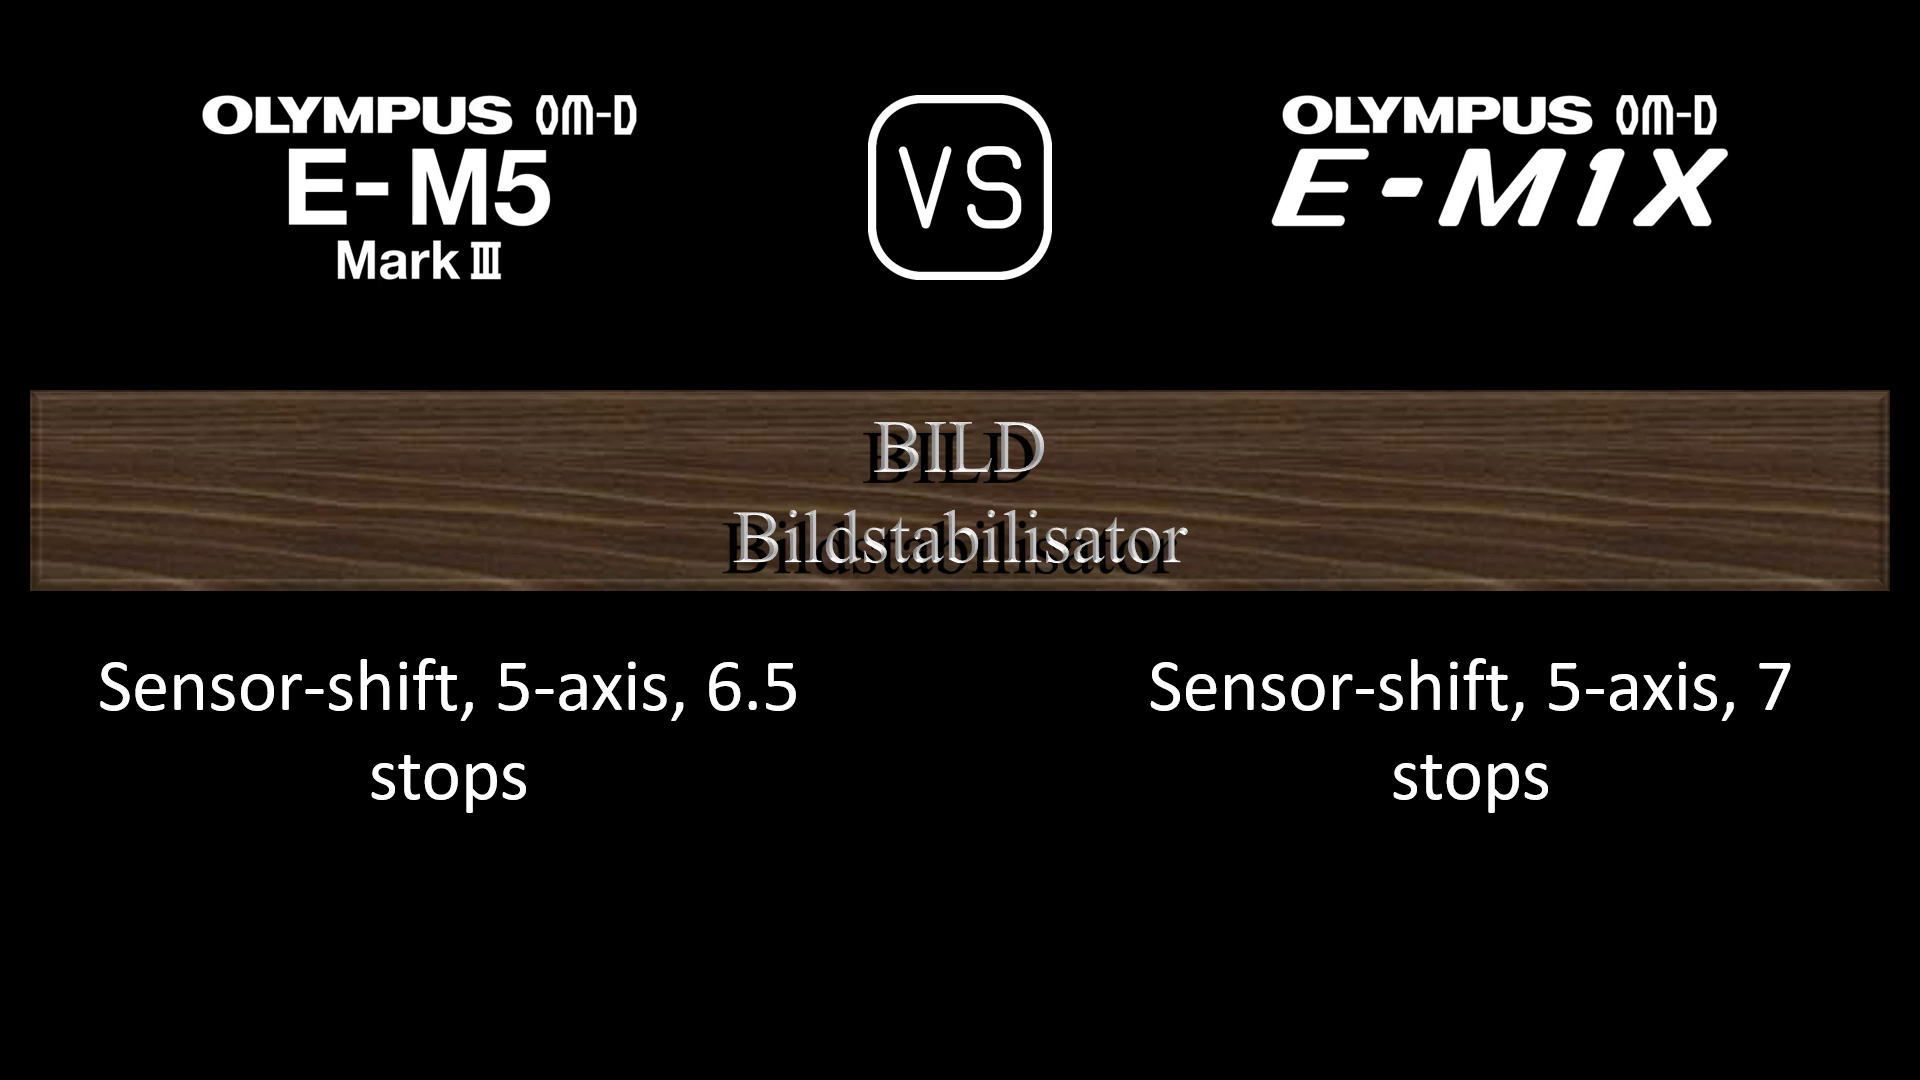 OLYMPUS OM-D
E-M5
Mark III
VS
OLYMPUS OM-D
E-M1X
BILD
Bildstabilisator
Sensor-shift, 5-axis, 6.5
stops
Sensor-shift, 5-axis, 7
stops